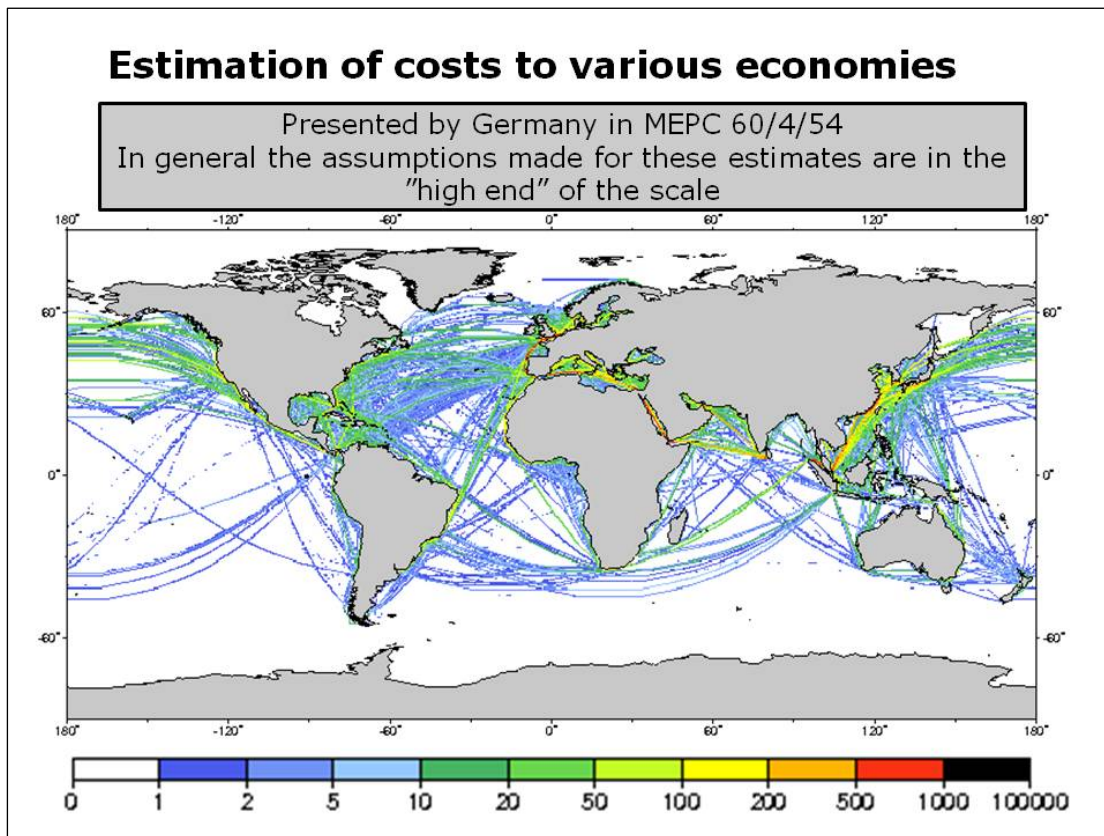 Estimation of costs to various economies
Presented by Germany in MEPC 60/4/54
In general the assumptions made for these estimates are in the
”high end” of the scale
180° -120° -60° 0° 60° 120° 180°
60° 60°
0 0
-60° -60°
180° -120° -60° 0° 60° 120° 180°
0 1 2 5 10 20 50 100 200 500 1000 100000